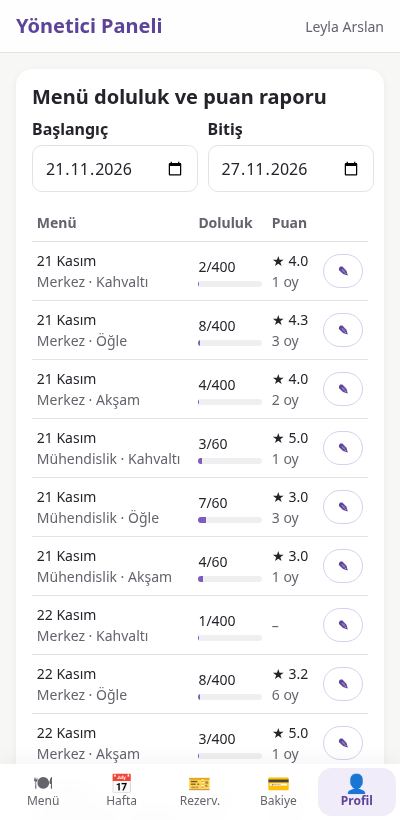 Yönetici Paneli
Leyla Arslan
Menü doluluk ve puan raporu
Başlangıç
Bitiş
21.11.2026
27.11.2026
Menü
Doluluk
Puan
21 Kasım
Merkez · Kahvaltı
2/400
★ 4.0
1 oy
21 Kasım
Merkez · Öğle
8/400
★ 4.3
3 oy
21 Kasım
Merkez · Akşam
4/400
★ 4.0
2 oy
21 Kasım
Mühendislik · Kahvaltı
3/60
★ 5.0
1 oy
21 Kasım
Mühendislik · Öğle
7/60
★ 3.0
3 oy
21 Kasım
Mühendislik · Akşam
4/60
★ 3.0
1 oy
22 Kasım
Merkez · Kahvaltı
1/400
–
22 Kasım
Merkez · Öğle
8/400
★ 3.2
6 oy
22 Kasım
Merkez · Akşam
3/400
★ 5.0
1 oy
Menü
Hafta
Rezerv.
Bakiye
Profil